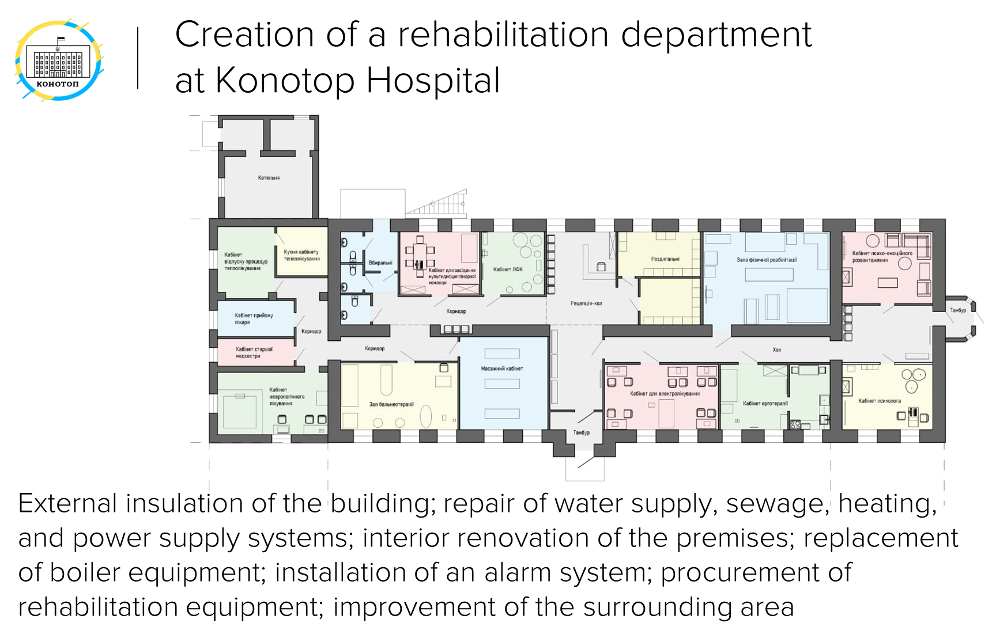 КОНОТОП
Creation of a rehabilitation department
at Konotop Hospital
Котельня
Кабінет
відпуску процедур
теплолікування
Кухня кабінету
теплолікування
Вбиральні
Кабінет для засідання
мультидисциплінарної
команди
Кабінет ЛФК
Рецепція-хол
Роздягальні
Зала фізичної реабілітації
Кабінет психо-емоційного
розвантаження
Тамбур
Коридор
Кабінет прийому
лікаря
Коридор
Кабінет старшої
медсестри
Коридор
Хол
Масажний кабінет
Кабінет
неврологічного
лікування
Зал бальнеотерапії
Кабінет для електролікування
Кабінет ерготерапії
Кабінет психолога
Тамбур
External insulation of the building; repair of water supply, sewage, heating,
and power supply systems; interior renovation of the premises; replacement
of boiler equipment; installation of an alarm system; procurement of
rehabilitation equipment; improvement of the surrounding area